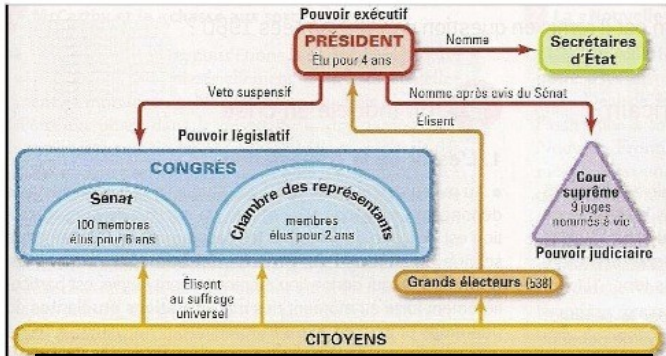 Pouvoir exécutif
PRÉSIDENT
Élu pour 4 ans
Nomme
Secrétaires
d'État
Veto suspensif
Nomme après avis du Sénat
Pouvoir législatif
Élisent
CONGRÈS
Sénat
100 membres
élus pour 6 ans
Chambre des représentants
membres
élus pour 2 ans
Cour
suprême
9 juges
nommés à vie
Pouvoir judiciaire
Élisent
au suffrage
universel
Grands électeurs (538)
CITOYENS